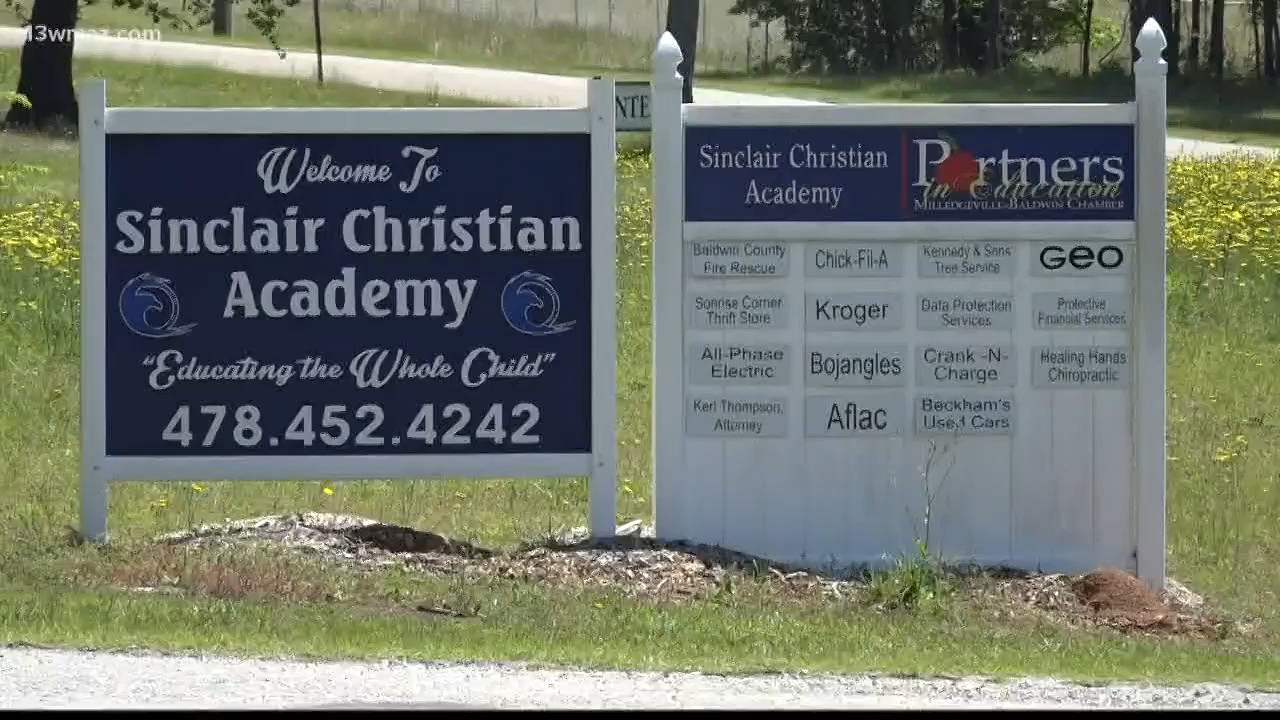 13wmaz.com
Welcome To
Sinclair Christian
Academy
"Educating the Whole Child"
478.452.4242
NTE
Sinclair Christian
Academy
Partners
in Education
Milledgeville-Baldwin Chamber
Baldwin County
Fire Rescue
Chick-Fil-A
Kennedy & Sons
Tree Service
GEO
Sonrise Corner
Thrift Store
Kroger
Data Protection
Services
Protective
Financial Services
All-Phase
Electric
Bojangles
Crank -N-
Charge
Healing Hands
Chiropractic
Keri Thompson,
Attorney
Aflac
Beckham's
Used Cars